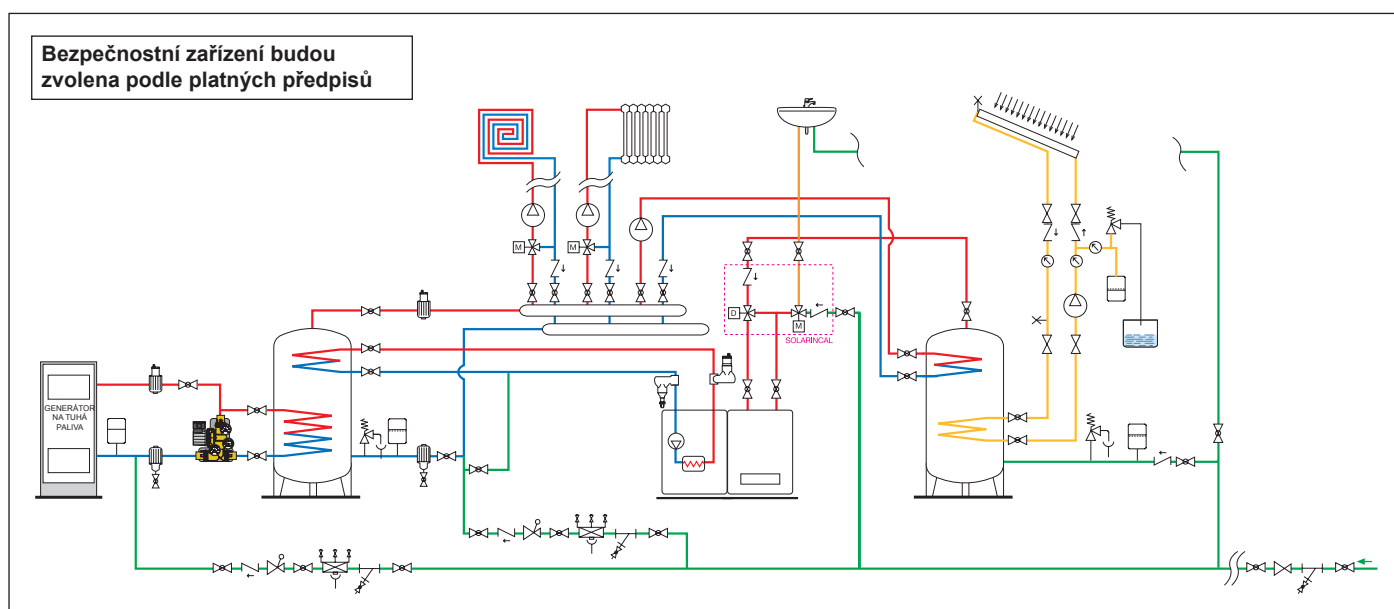 Bezpečnostní zařízení budou
zvolena podle platných předpisů
M
M
D
M
SOLARINCAL
GENERÁTOR
NA TUHÁ
PALIVA